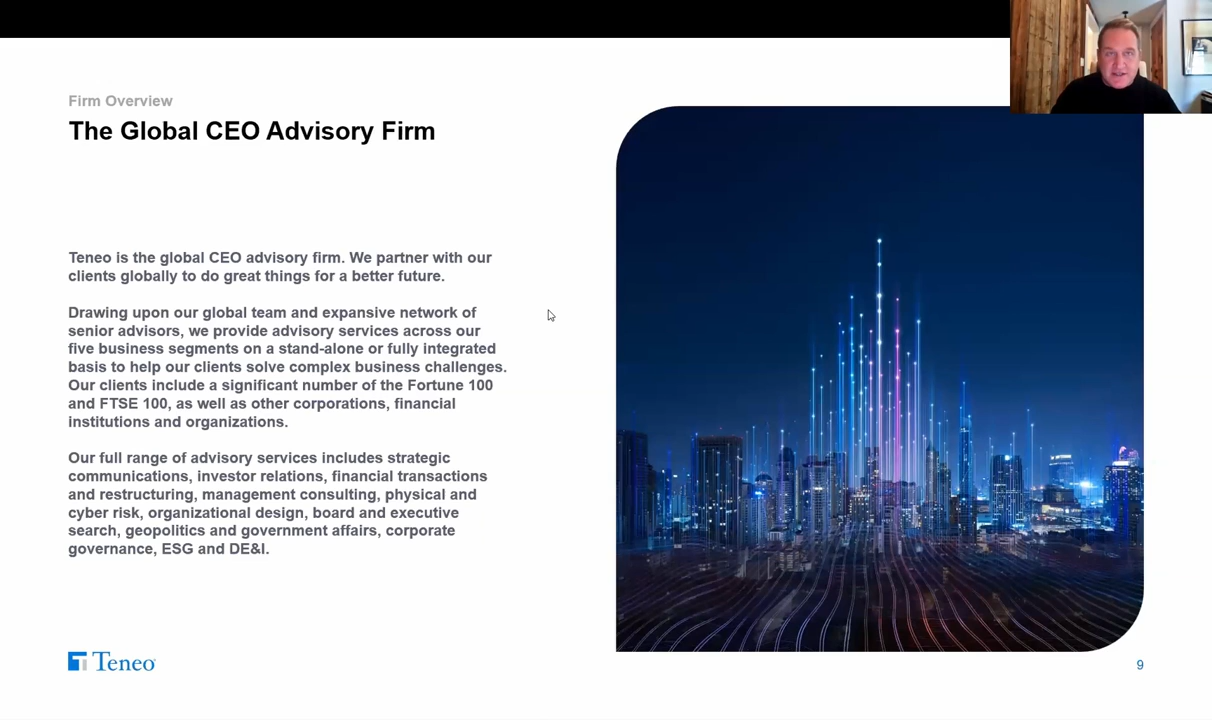 Firm Overview
The Global CEO Advisory Firm
Teneo is the global CEO advisory firm. We partner with our
clients globally to do great things for a better future.
Drawing upon our global team and expansive network of
senior advisors, we provide advisory services across our
five business segments on a stand-alone or fully integrated
basis to help our clients solve complex business challenges.
Our clients include a significant number of the Fortune 100
and FTSE 100, as well as other corporations, financial
institutions and organizations.
Our full range of advisory services includes strategic
communications, investor relations, financial transactions
and restructuring, management consulting, physical and
cyber risk, organizational design, board and executive
search, geopolitics and government affairs, corporate
governance, ESG and DE&I.
Teneo
9